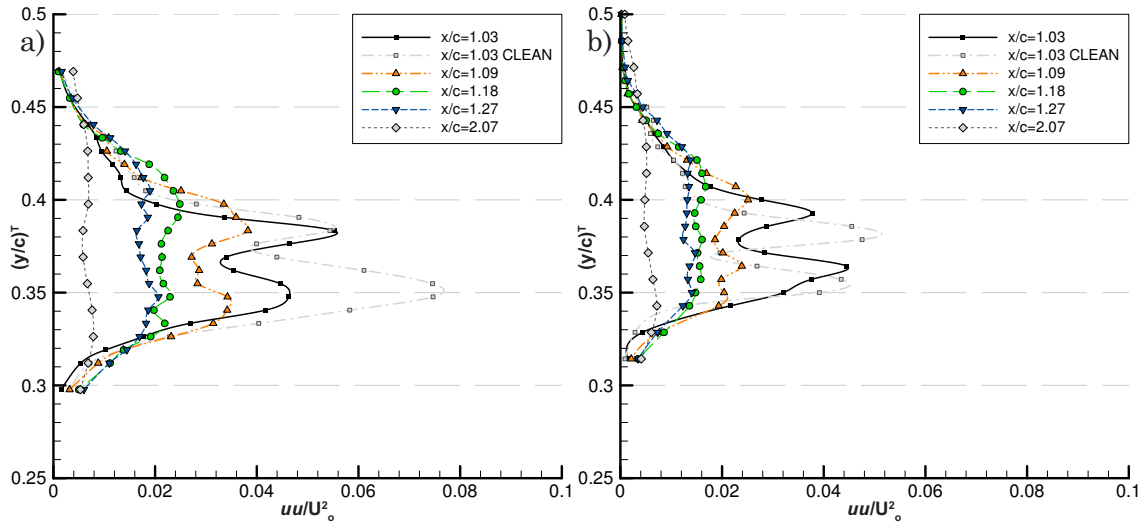 a)
(y/c)ᵀ
0.5
0.45
0.4
0.35
0.3
0.25
0
0.02
0.04
0.06
0.08
0.1
uu/U²ₒ
x/c=1.03
x/c=1.03 CLEAN
x/c=1.09
x/c=1.18
x/c=1.27
x/c=2.07
b)
(y/c)ᵀ
0.5
0.45
0.4
0.35
0.3
0.25
0
0.02
0.04
0.06
0.08
0.1
uu/U²ₒ
x/c=1.03
x/c=1.03 CLEAN
x/c=1.09
x/c=1.18
x/c=1.27
x/c=2.07